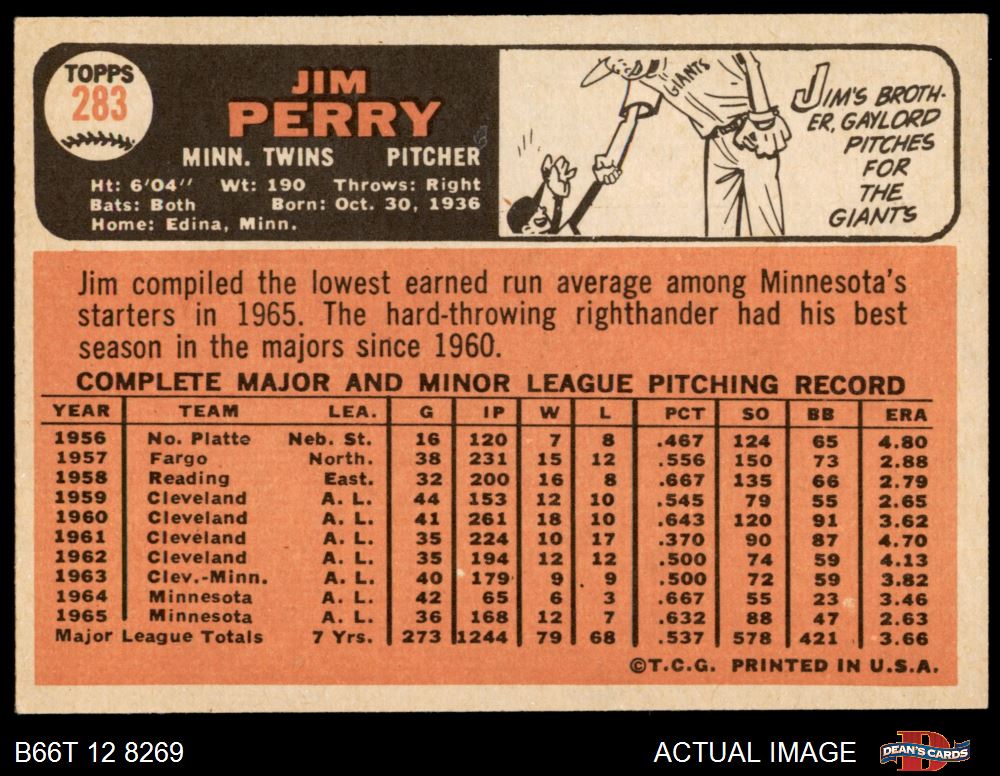 TOPPS
283
JIM
PERRY
MINN. TWINS PITCHER
Ht: 6'04'' Wt: 190 Throws: Right
Bats: Both Born: Oct. 30, 1936
Home: Edina, Minn.
GIANTS
JIM'S BROTH-
ER, GAYLORD
PITCHES
FOR
THE
GIANTS
Jim compiled the lowest earned run average among Minnesota's
starters in 1965. The hard-throwing righthander had his best
season in the majors since 1960.
COMPLETE MAJOR AND MINOR LEAGUE PITCHING RECORD
YEAR TEAM LEA. G IP W L PCT SO BB ERA
1956 No. Platte Neb. St. 16 120 7 8 .467 124 65 4.80
1957 Fargo North. 38 231 15 12 .556 150 73 2.88
1958 Reading East. 32 200 16 8 .667 135 66 2.79
1959 Cleveland A. L. 44 153 12 10 .545 79 55 2.65
1960 Cleveland A. L. 41 261 18 10 .643 120 91 3.62
1961 Cleveland A. L. 35 224 10 17 .370 90 87 4.70
1962 Cleveland A. L. 35 194 12 12 .500 74 59 4.13
1963 Clev.-Minn. A. L. 40 179 9 9 .500 72 59 3.82
1964 Minnesota A. L. 42 65 6 3 .667 55 23 3.46
1965 Minnesota A. L. 36 168 12 7 .632 88 47 2.63
Major League Totals 7 Yrs. 273 1244 79 68 .537 578 421 3.66
©T.C.G. PRINTED IN U.S.A.
B66T 12 8269 ACTUAL IMAGE DEAN'S CARDS